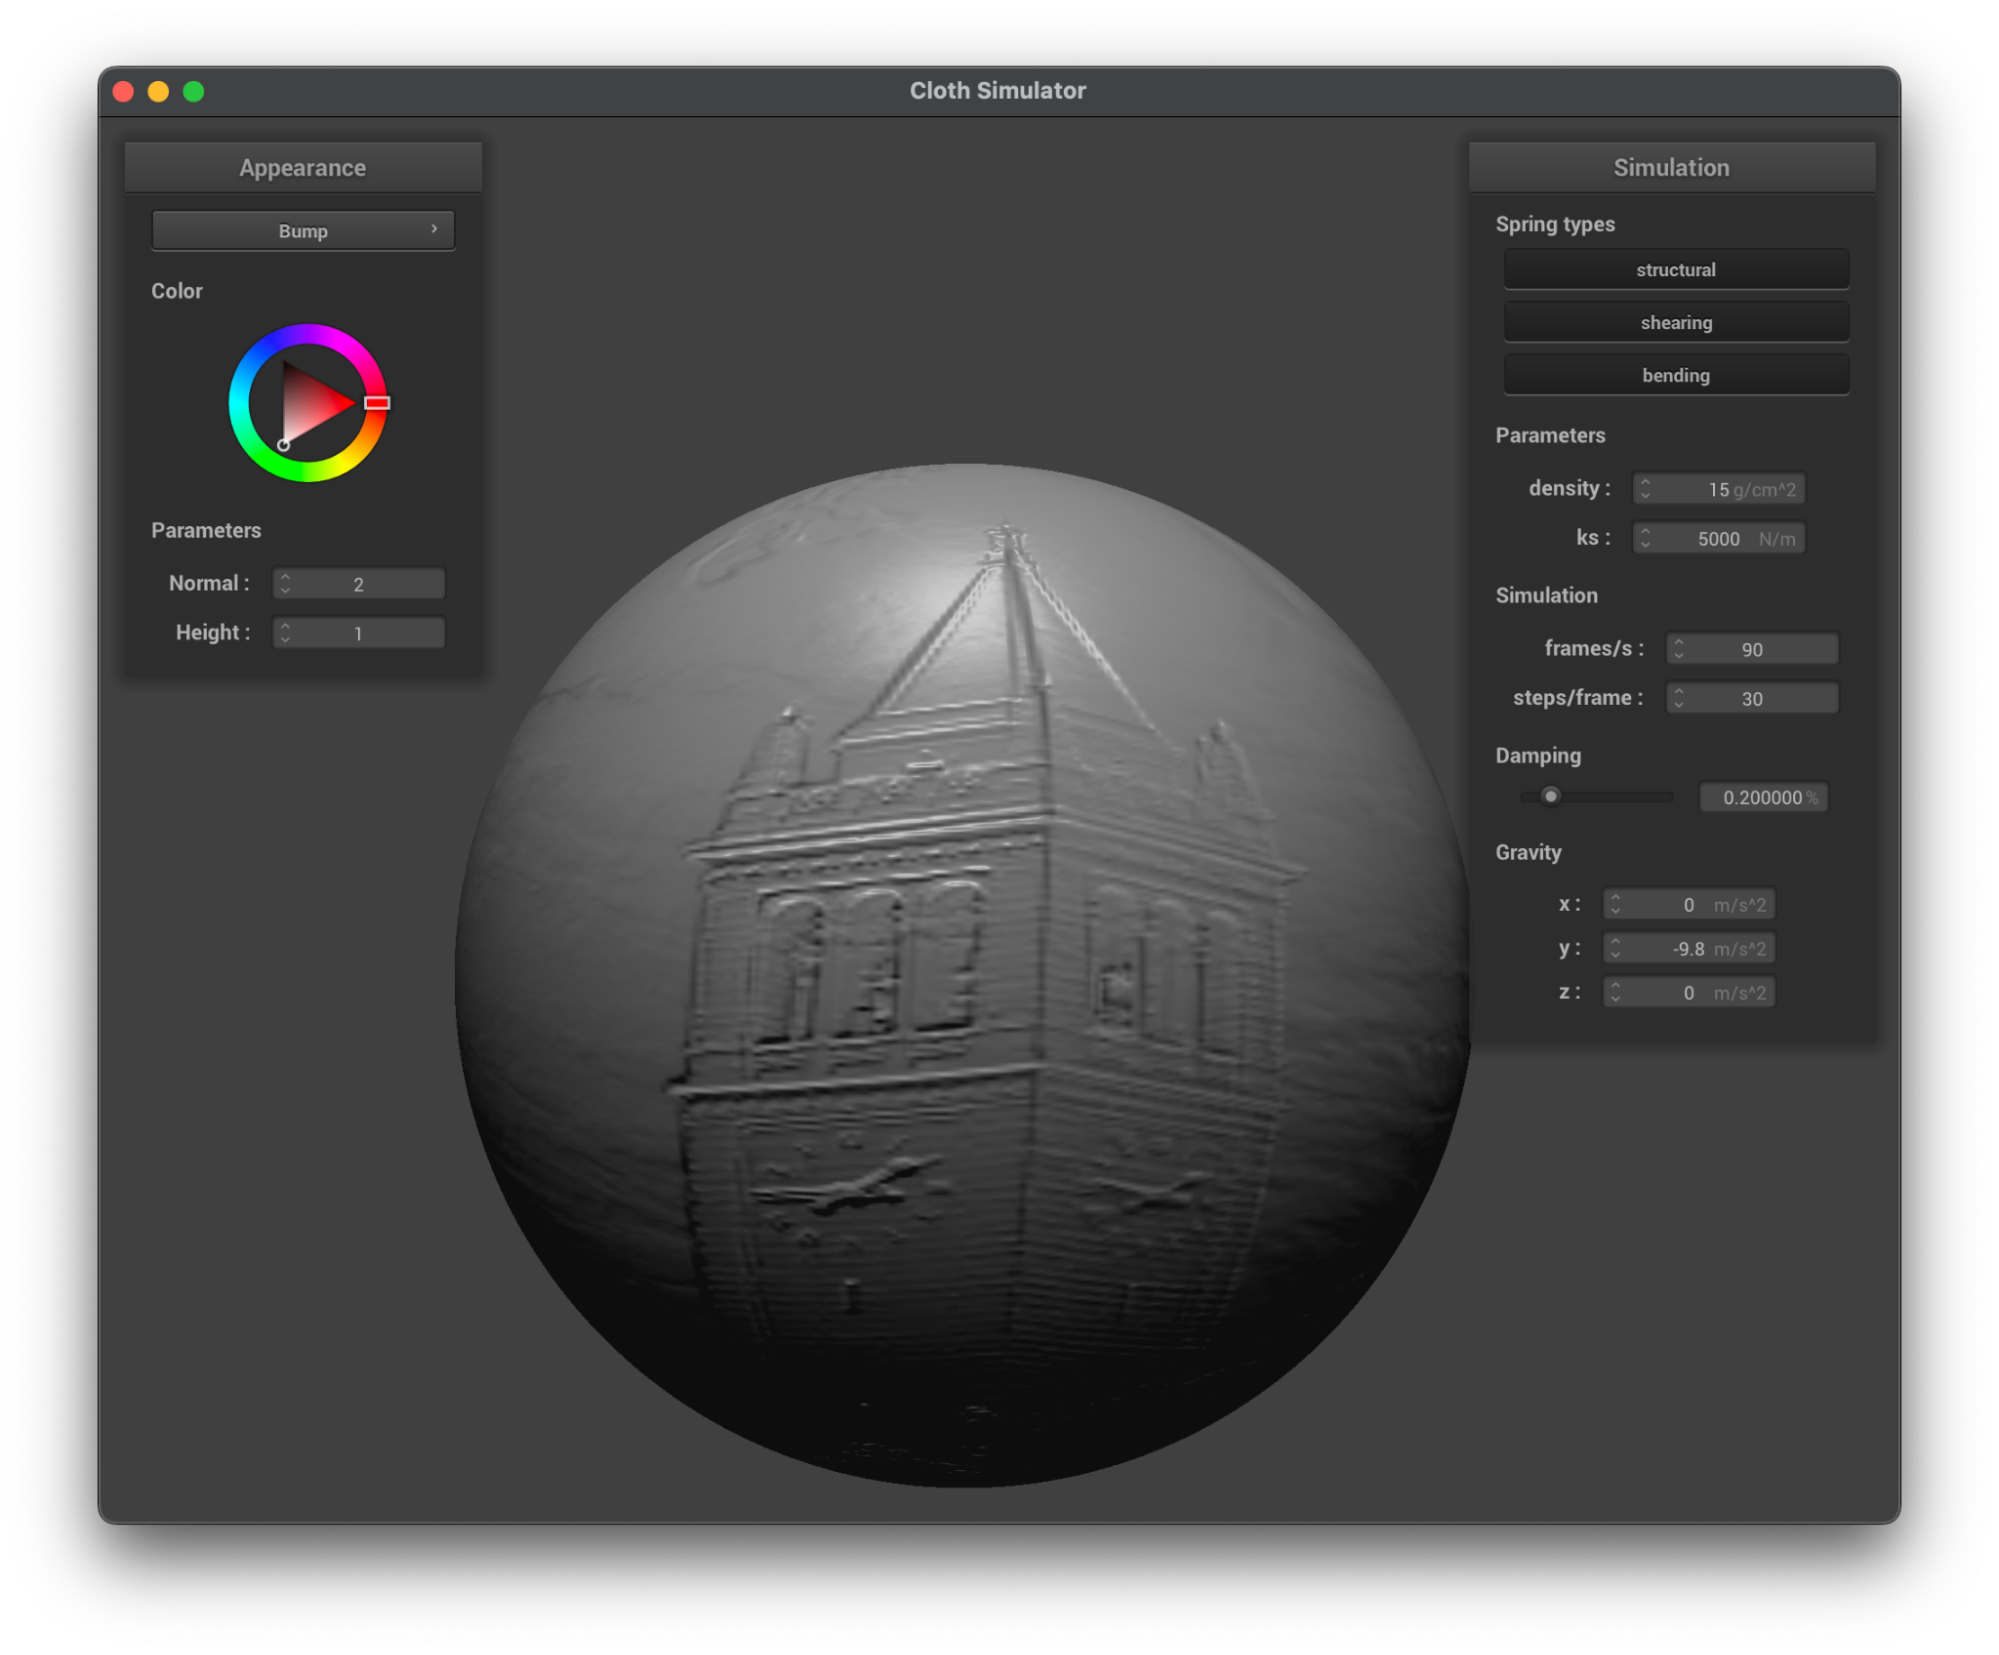 Cloth Simulator
Appearance
Bump
Color
Parameters
Normal : 2
Height : 1
Simulation
Spring types
structural
shearing
bending
Parameters
density : 15 g/cm^2
ks : 5000 N/m
Simulation
frames/s : 90
steps/frame : 30
Damping
0.200000 %
Gravity
x : 0 m/s^2
y : -9.8 m/s^2
z : 0 m/s^2